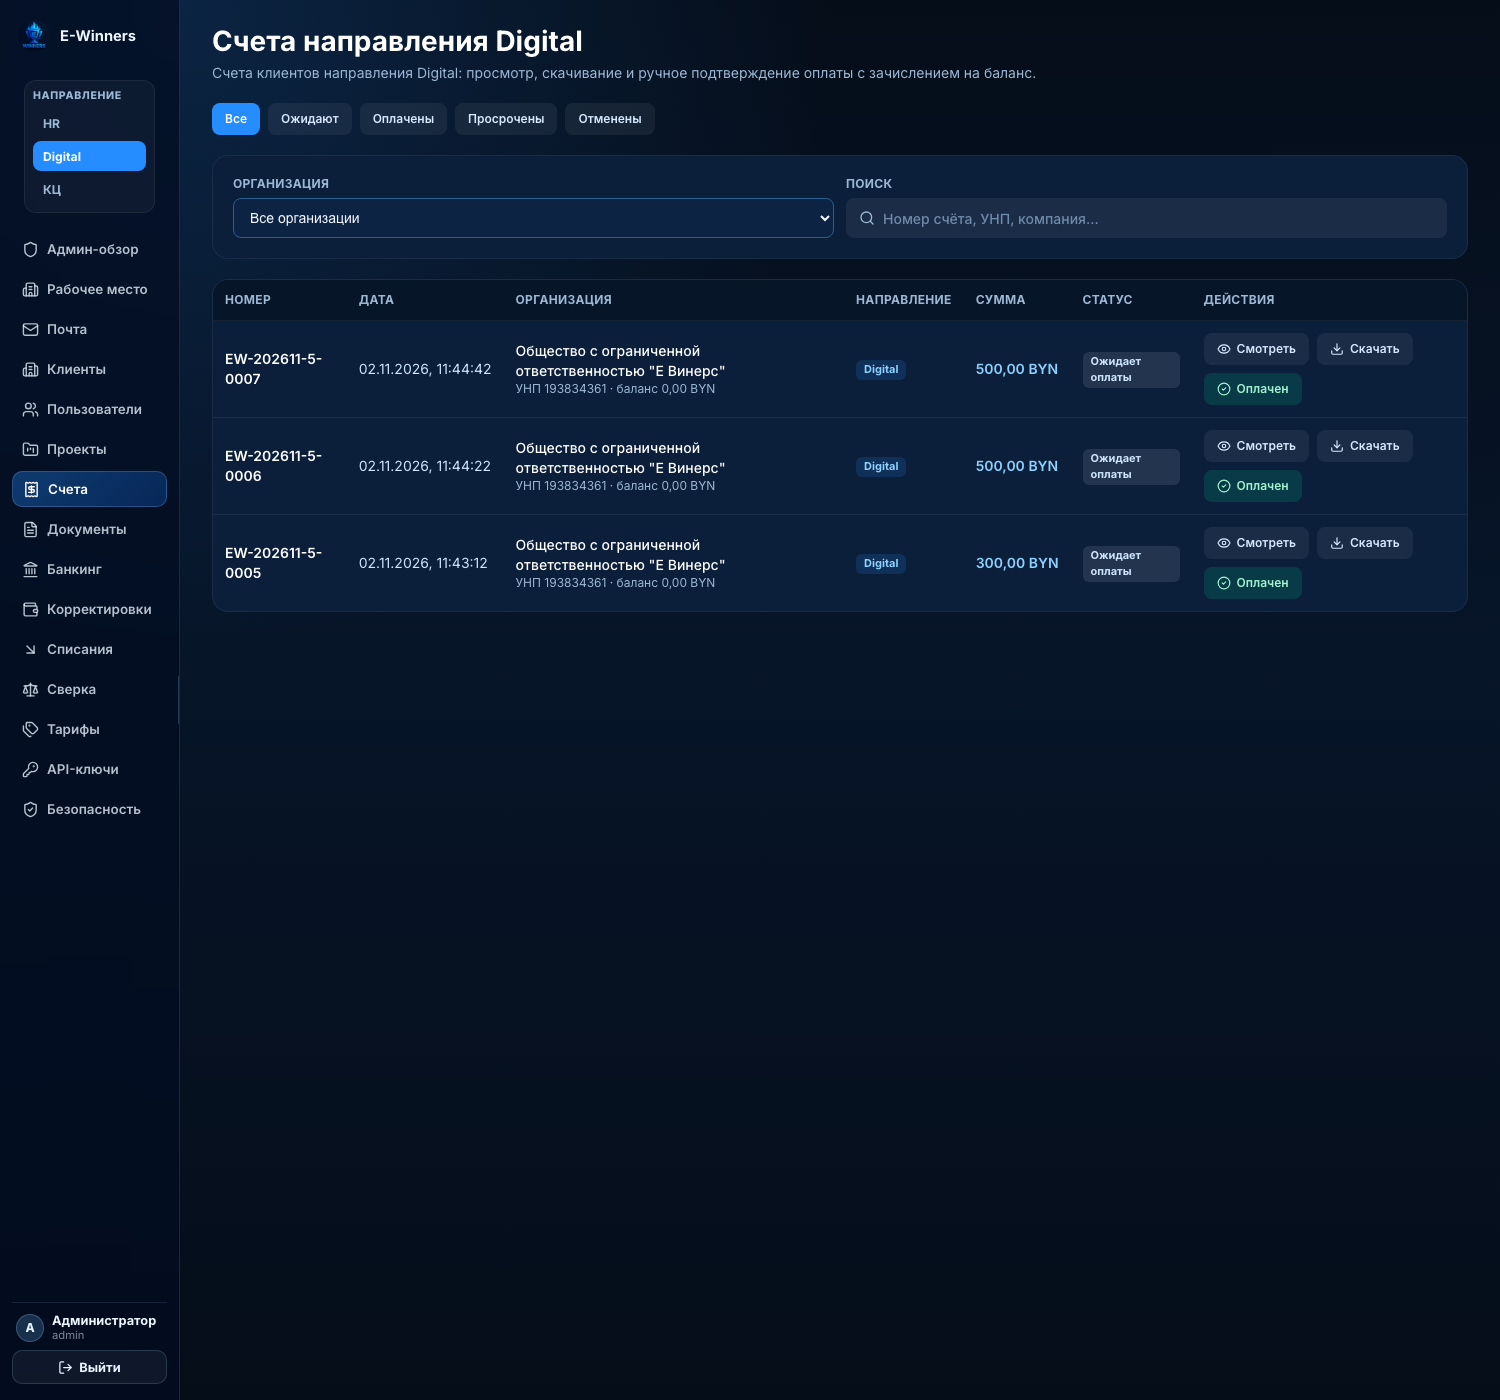 E-Winners
НАПРАВЛЕНИЕ
HR
Digital
КЦ
Админ-обзор
Рабочее место
Почта
Клиенты
Пользователи
Проекты
Счета
Документы
Банкинг
Корректировки
Списания
Сверка
Тарифы
API-ключи
Безопасность
A
Администратор
admin
Выйти
Счета направления Digital
Счета клиентов направления Digital: просмотр, скачивание и ручное подтверждение оплаты с зачислением на баланс.
Все Ожидают Оплачены Просрочены Отменены
ОРГАНИЗАЦИЯ
Все организации
ПОИСК
Номер счёта, УНП, компания...
НОМЕР ДАТА ОРГАНИЗАЦИЯ НАПРАВЛЕНИЕ СУММА СТАТУС ДЕЙСТВИЯ
EW-202611-5-
0007
02.11.2026, 11:44:42
Общество с ограниченной
ответственностью "Е Винерс"
УНП 193834361 · баланс 0,00 BYN
Digital
500,00 BYN
Ожидает
оплаты
Смотреть Скачать
Оплачен
EW-202611-5-
0006
02.11.2026, 11:44:22
Общество с ограниченной
ответственностью "Е Винерс"
УНП 193834361 · баланс 0,00 BYN
Digital
500,00 BYN
Ожидает
оплаты
Смотреть Скачать
Оплачен
EW-202611-5-
0005
02.11.2026, 11:43:12
Общество с ограниченной
ответственностью "Е Винерс"
УНП 193834361 · баланс 0,00 BYN
Digital
300,00 BYN
Ожидает
оплаты
Смотреть Скачать
Оплачен